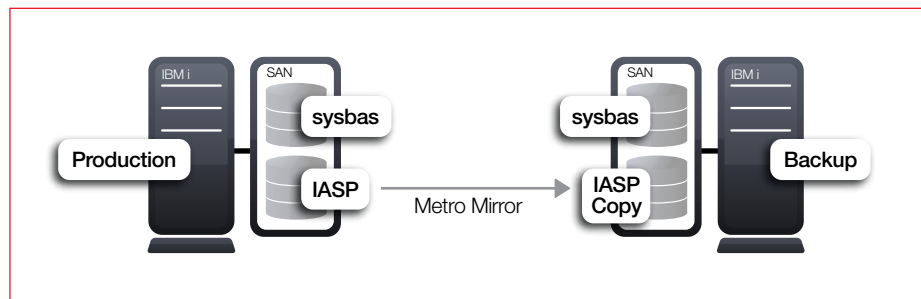 IBM i
SAN
sysbas
Production
IASP
Metro Mirror
SAN
IBM i
sysbas
IASP
Copy
Backup